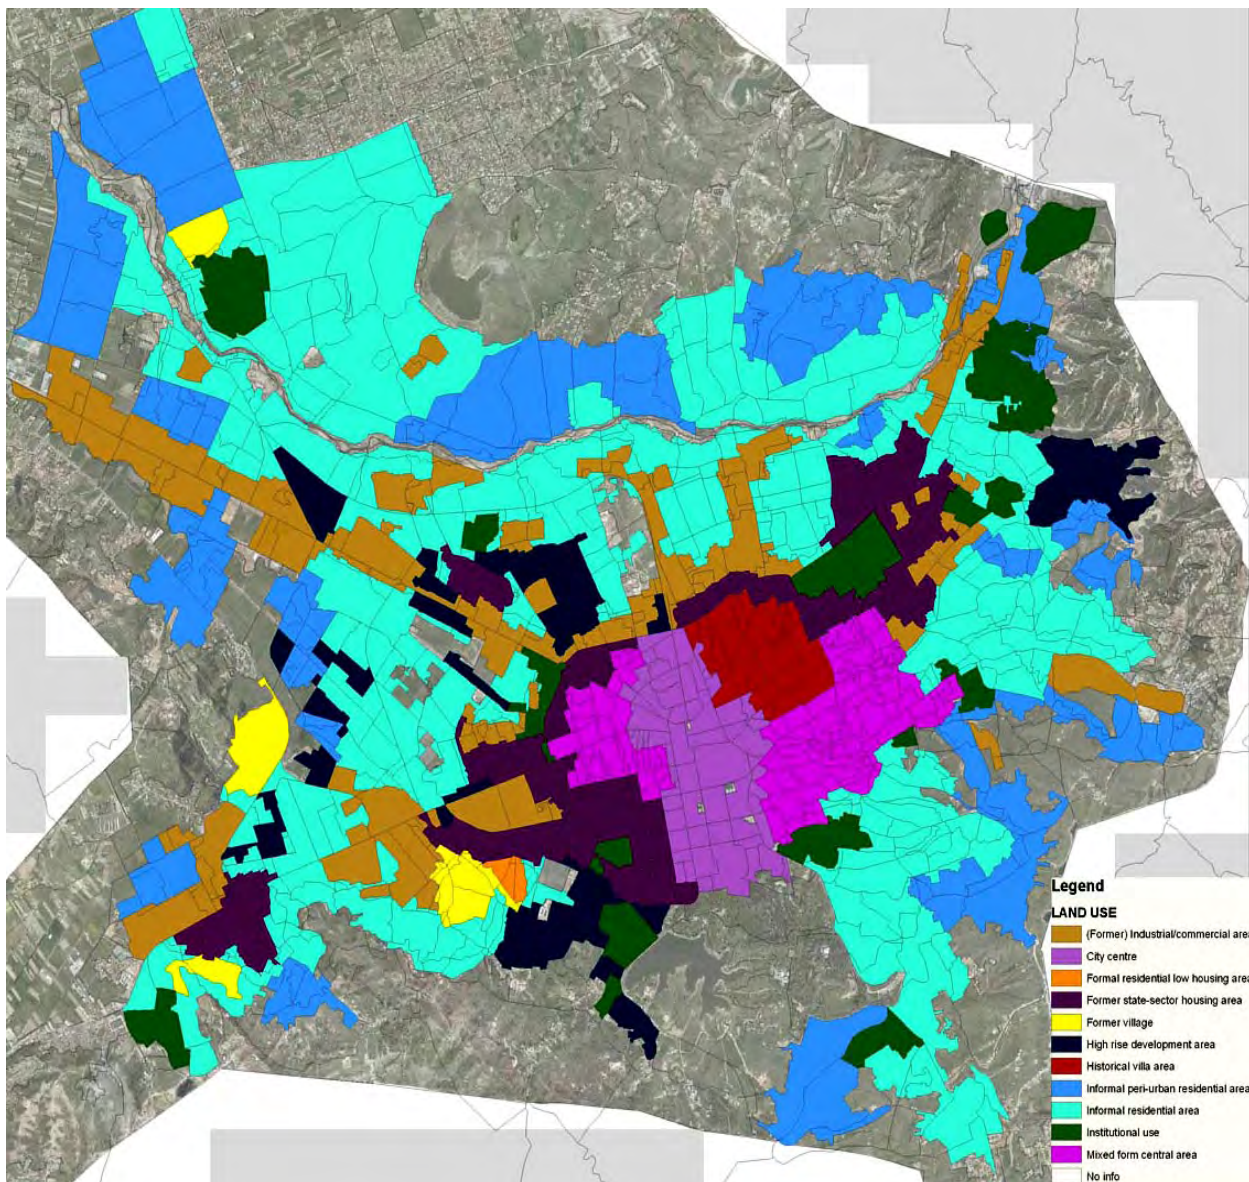 Legend
LAND USE
(Former) Industrial/commercial area
City centre
Formal residential low housing area
Former state-sector housing area
Former village
High rise development area
Historical villa area
Informal peri-urban residential area
Informal residential area
Institutional use
Mixed form central area
No info